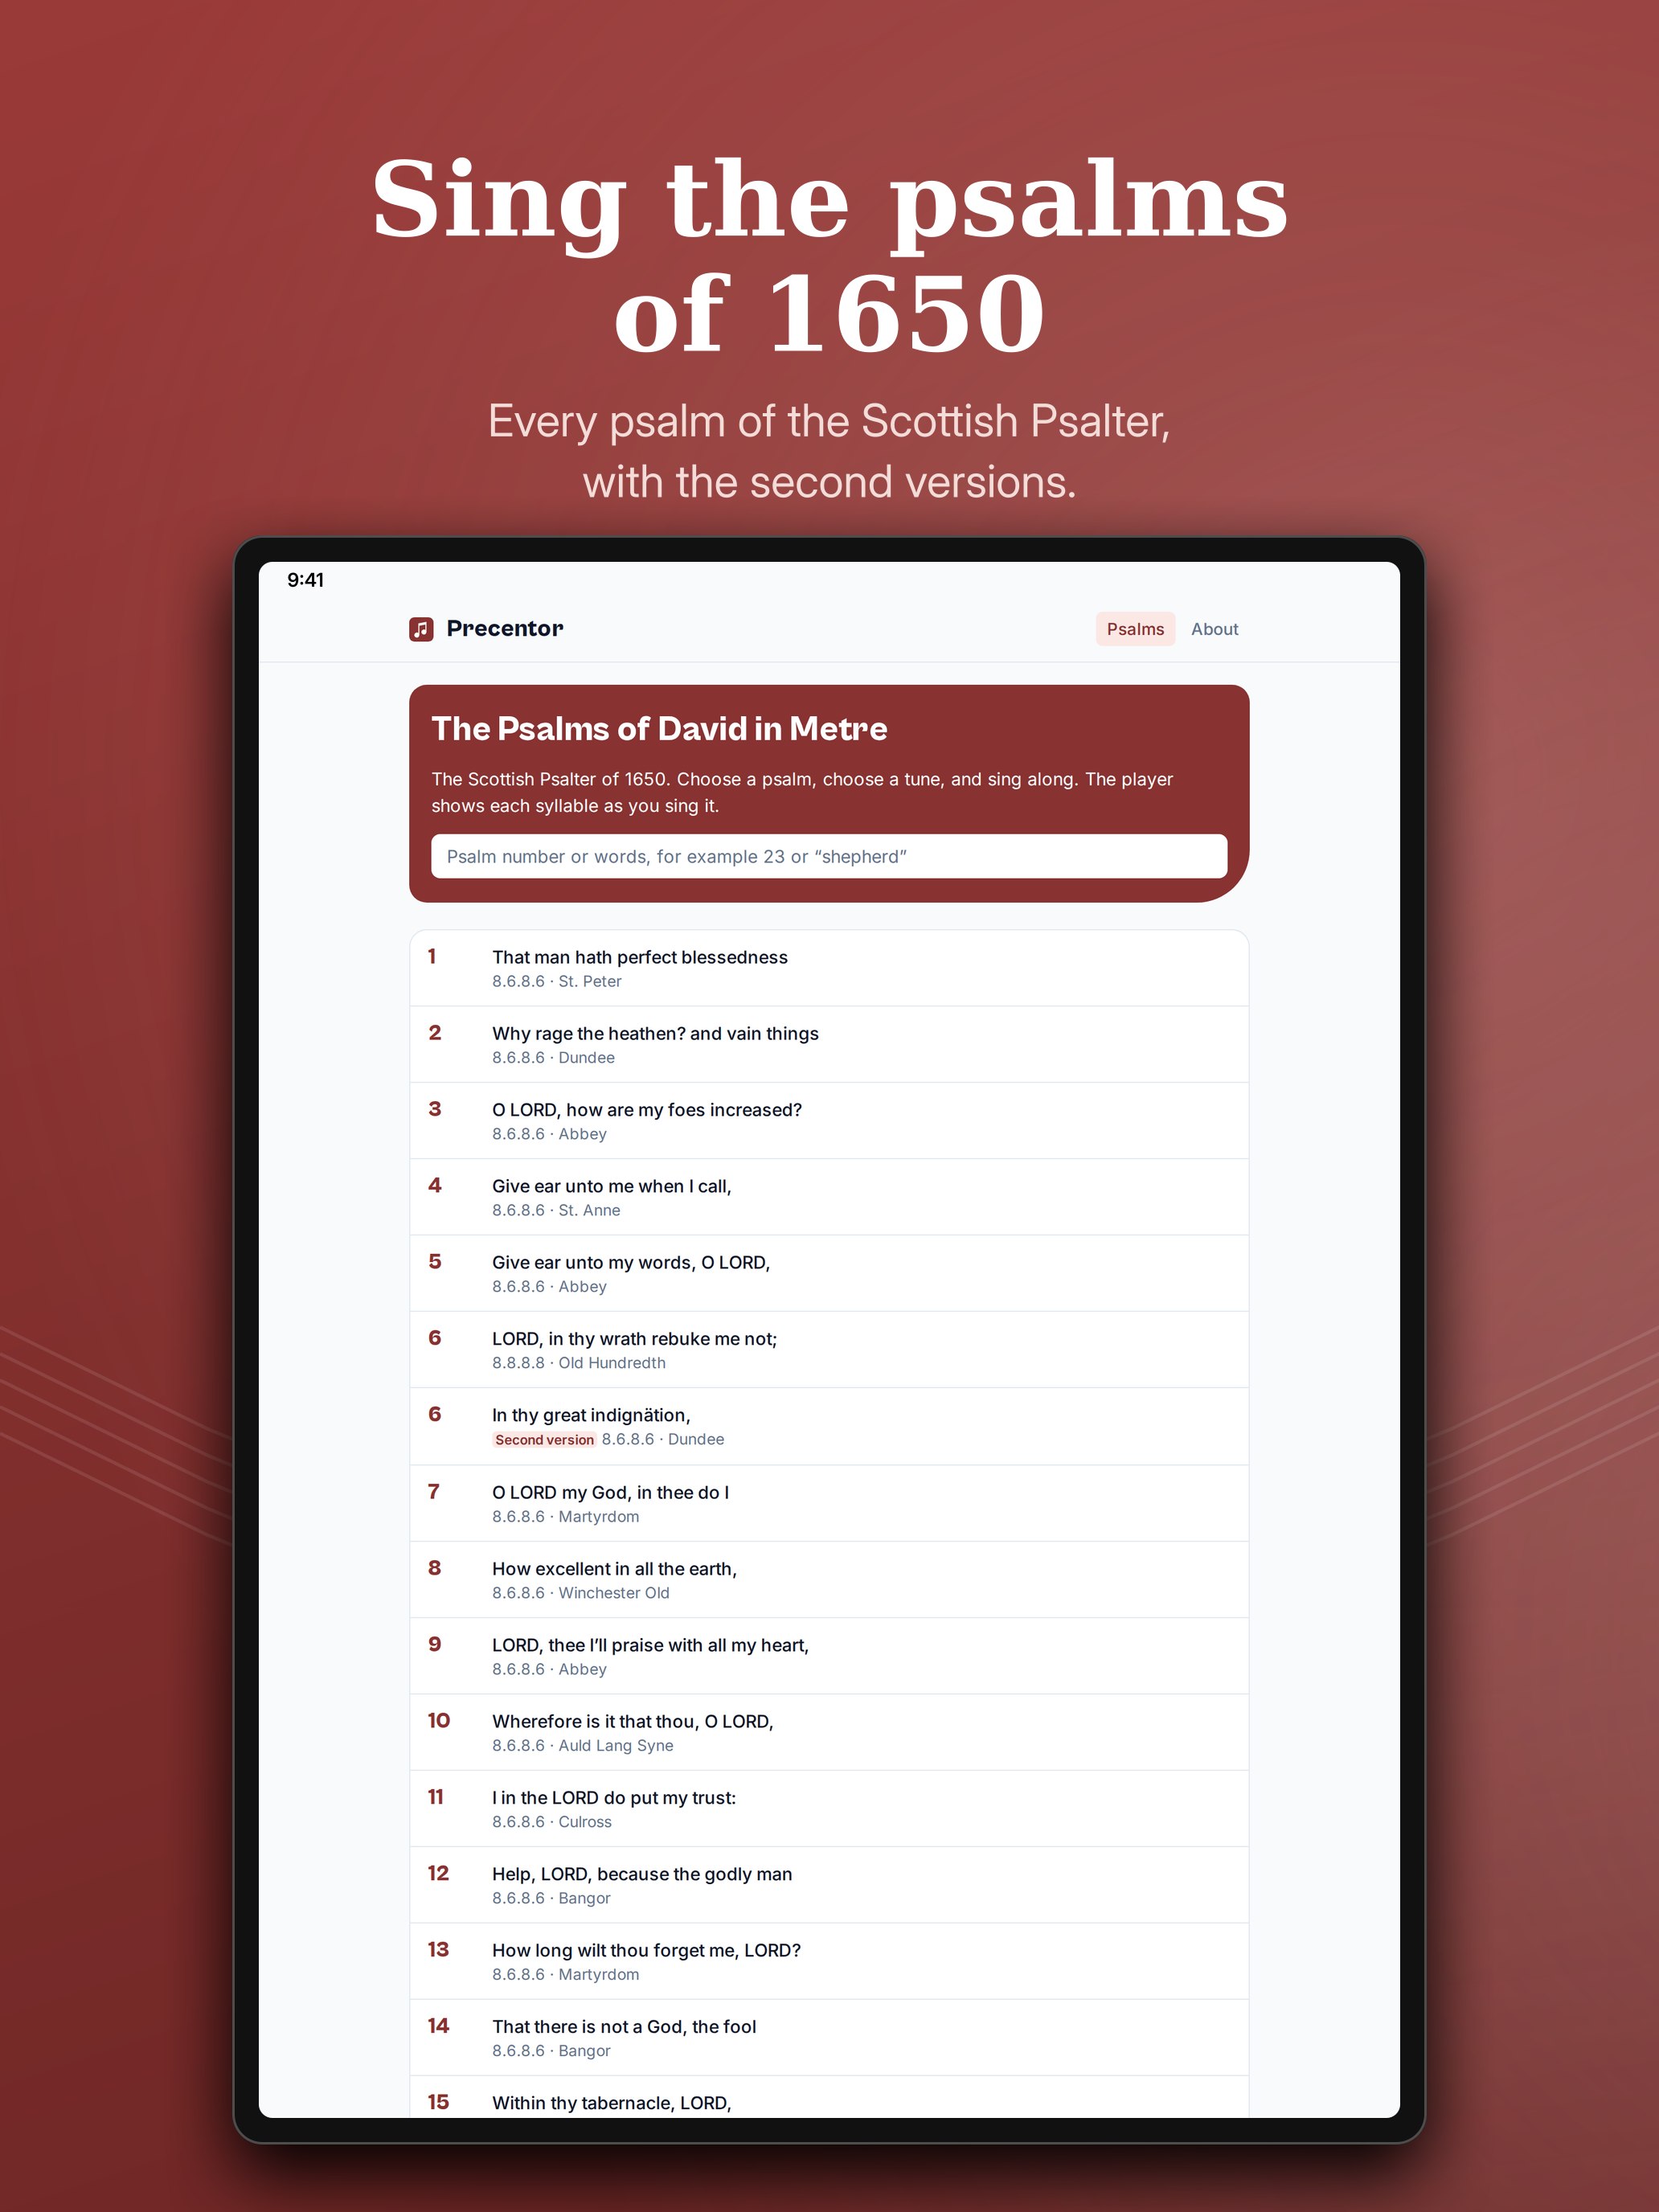 Sing the psalms
of 1650
Every psalm of the Scottish Psalter,
with the second versions.
9:41
Precentor
Psalms
About
The Psalms of David in Metre
The Scottish Psalter of 1650. Choose a psalm, choose a tune, and sing along. The player
shows each syllable as you sing it.
Psalm number or words, for example 23 or “shepherd”
1
That man hath perfect blessedness
8.6.8.6 · St. Peter
2
Why rage the heathen? and vain things
8.6.8.6 · Dundee
3
O LORD, how are my foes increased?
8.6.8.6 · Abbey
4
Give ear unto me when I call,
8.6.8.6 · St. Anne
5
Give ear unto my words, O LORD,
8.6.8.6 · Abbey
6
LORD, in thy wrath rebuke me not;
8.8.8.8 · Old Hundredth
6
In thy great indignätion,
Second version 8.6.8.6 · Dundee
7
O LORD my God, in thee do I
8.6.8.6 · Martyrdom
8
How excellent in all the earth,
8.6.8.6 · Winchester Old
9
LORD, thee I’ll praise with all my heart,
8.6.8.6 · Abbey
10
Wherefore is it that thou, O LORD,
8.6.8.6 · Auld Lang Syne
11
I in the LORD do put my trust:
8.6.8.6 · Culross
12
Help, LORD, because the godly man
8.6.8.6 · Bangor
13
How long wilt thou forget me, LORD?
8.6.8.6 · Martyrdom
14
That there is not a God, the fool
8.6.8.6 · Bangor
15
Within thy tabernacle, LORD,